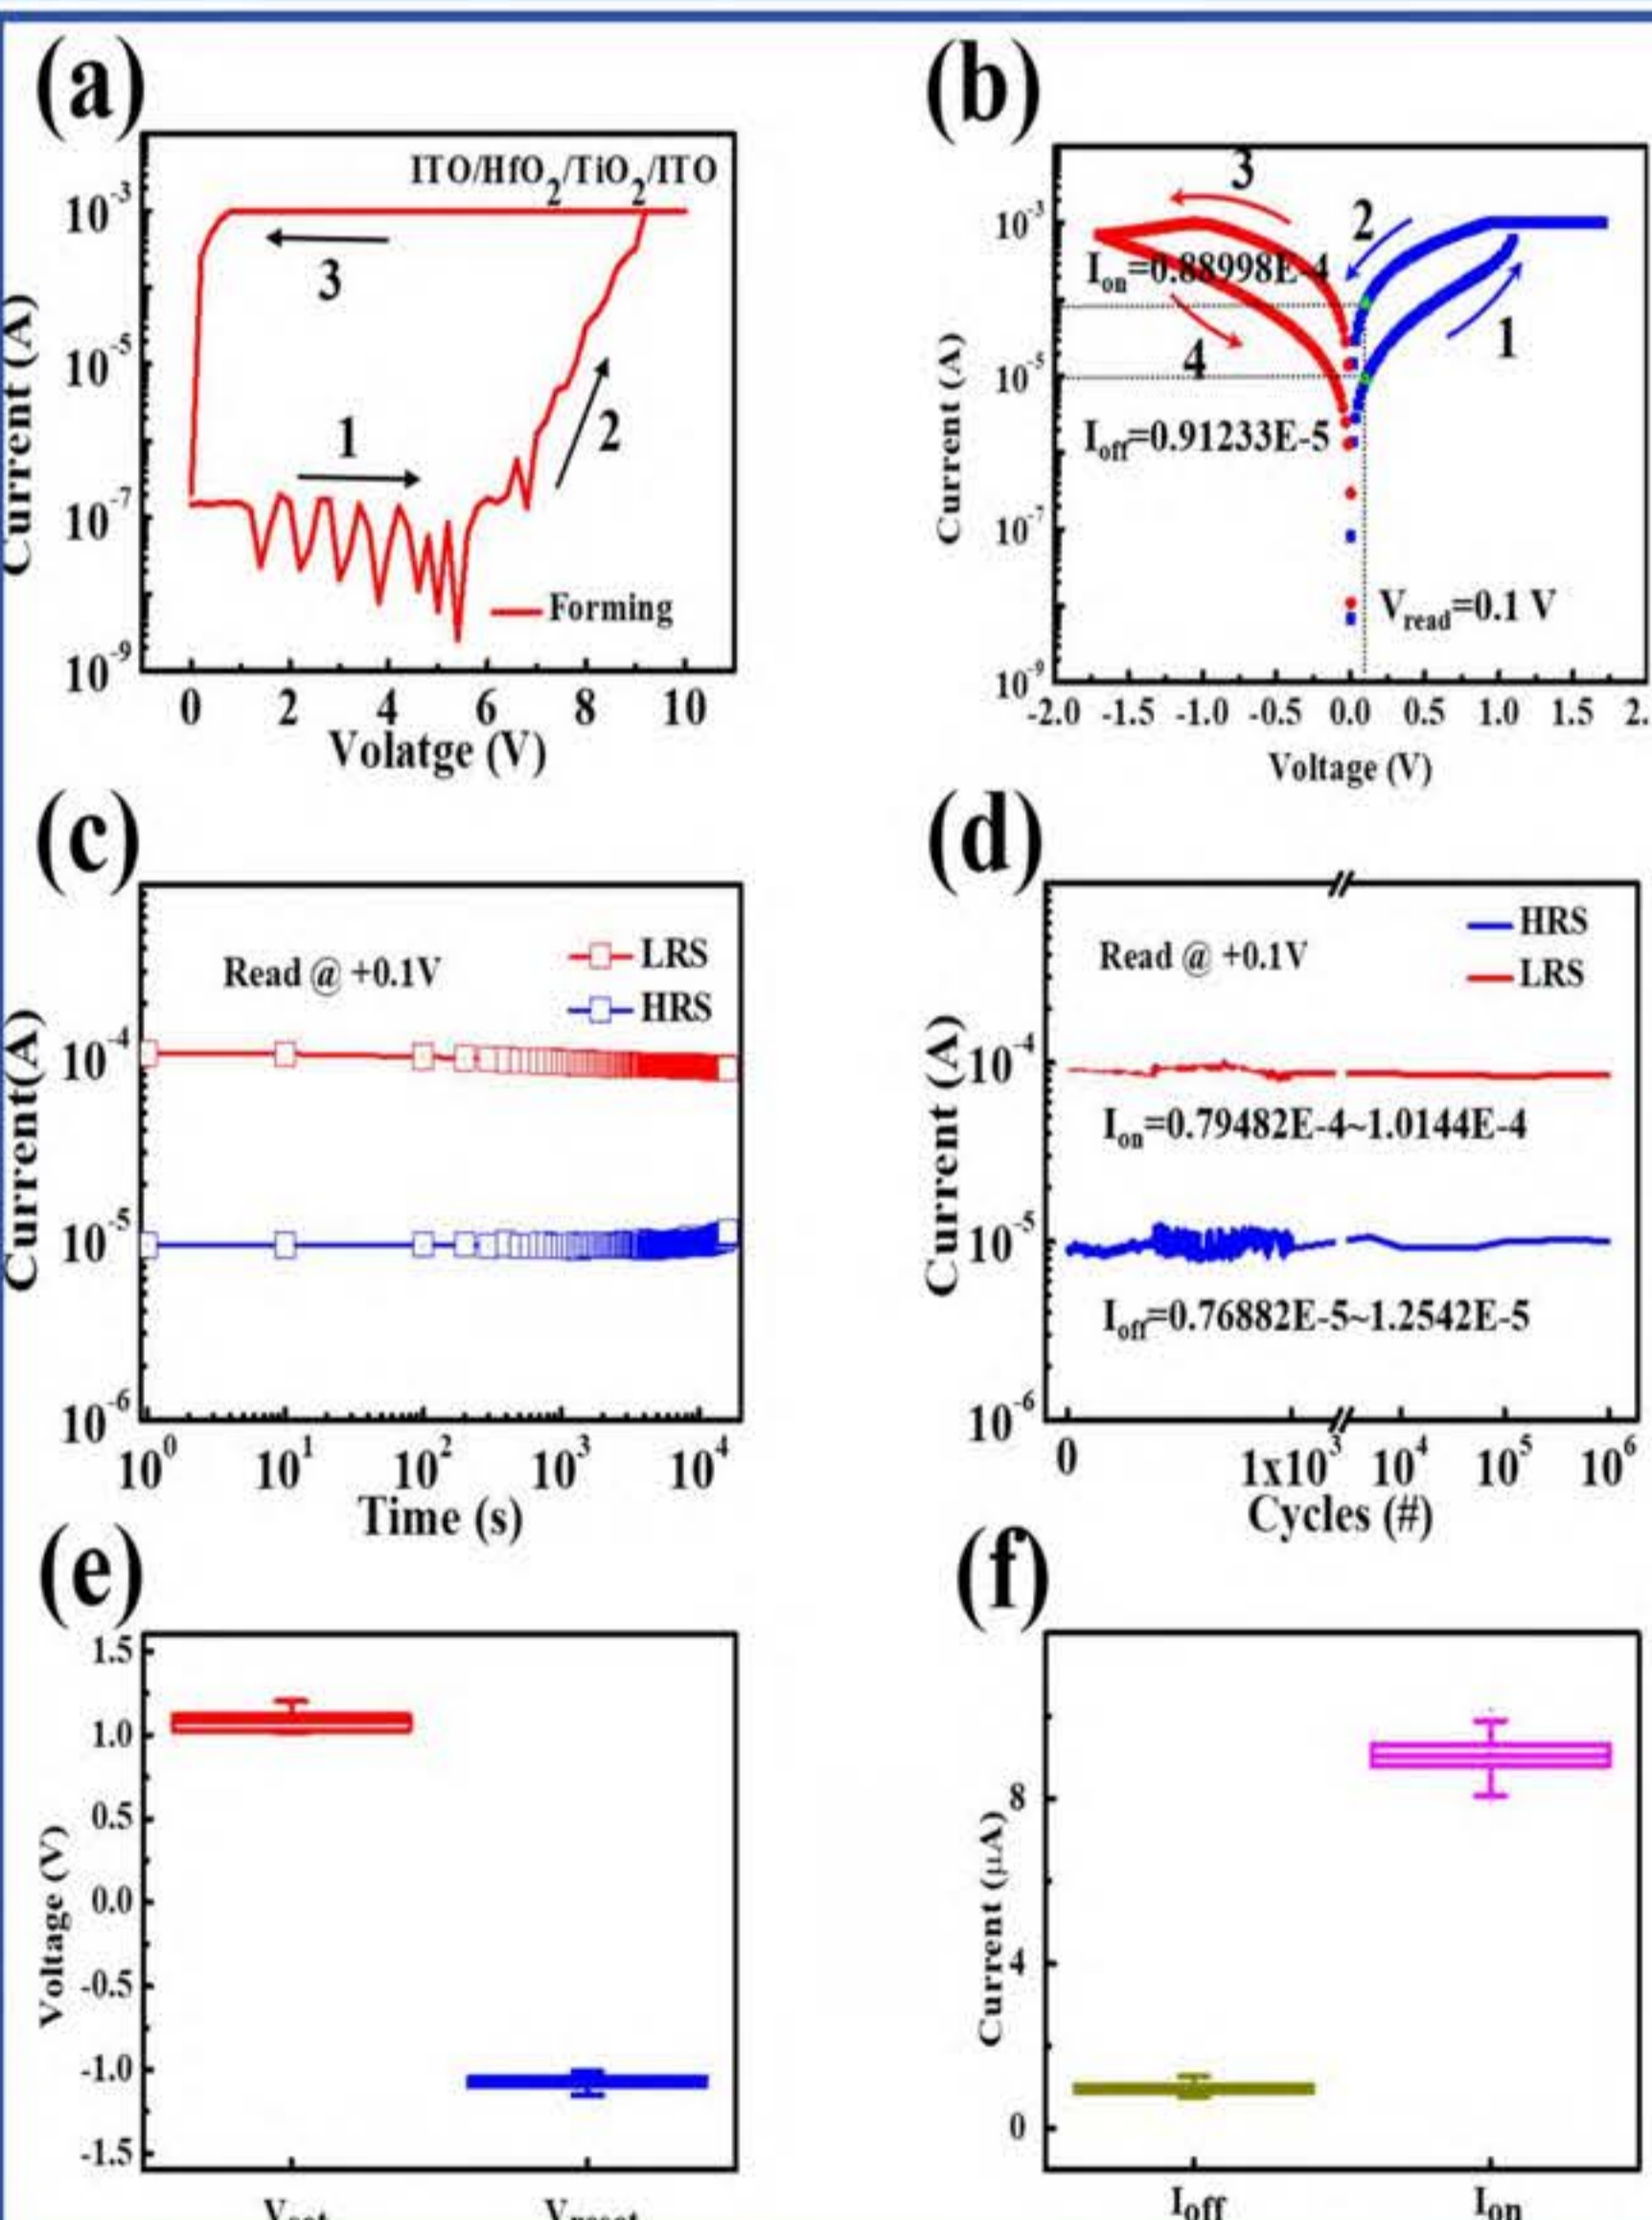 (a)
ITO/HfO2/TiO2/ITO
10-3
10-5
10-7
10-9
Current (A)
3
1
2
Forming
0 2 4 6 8 10
Volatge (V)
(b)
10-3
10-5
10-7
10-9
Current (A)
3
2
Ion=0.88998E-4
4
1
Ioff=0.91233E-5
Vread=0.1 V
-2.0 -1.5 -1.0 -0.5 0.0 0.5 1.0 1.5 2.
Voltage (V)
(c)
Read @ +0.1V
LRS
HRS
10-4
10-5
10-6
Current(A)
100 101 102 103 104
Time (s)
(d)
Read @ +0.1V
HRS
LRS
10-4
10-5
10-6
Current (A)
Ion=0.79482E-4~1.0144E-4
Ioff=0.76882E-5~1.2542E-5
0 1x103 104 105 106
Cycles (#)
(e)
1.5
1.0
0.5
0.0
-0.5
-1.0
-1.5
Voltage (V)
Vset Vreset
(f)
8
4
0
Current (µA)
Ioff Ion